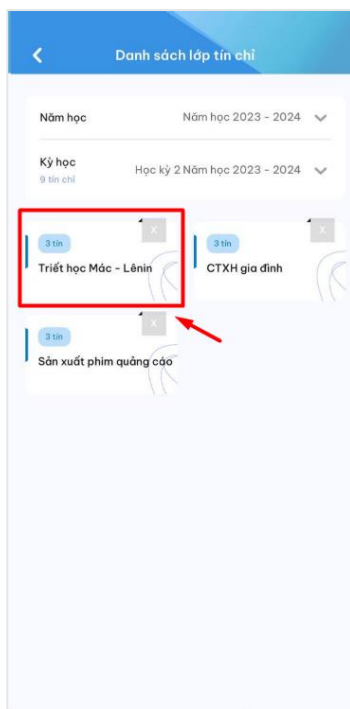 Danh sách lớp tín chỉ
Năm học Năm học 2023 - 2024
Kỳ học Học kỳ 2 Năm học 2023 - 2024
9 tín chỉ
X X
3 tín 3 tín
Triết học Mác - Lênin CTXH gia đình
X
3 tín
Sản xuất phim quảng cáo